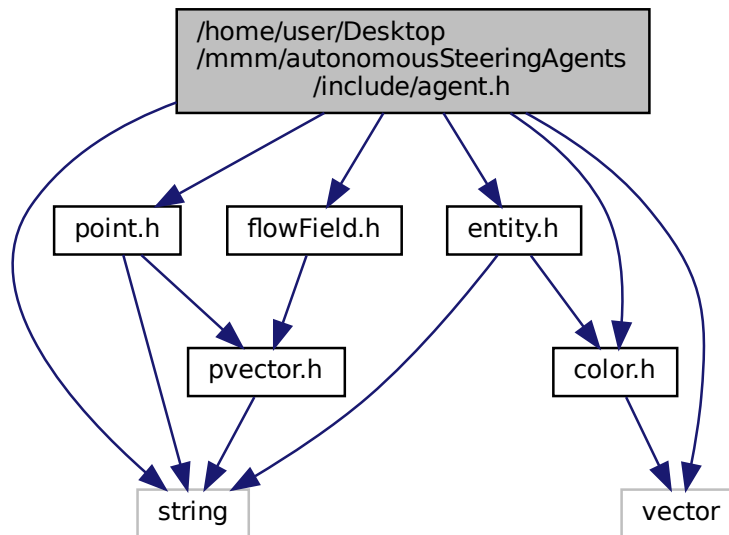 /home/user/Desktop
/mmm/autonomousSteeringAgents
/include/agent.h
point.h
flowField.h
entity.h
pvector.h
color.h
string
vector